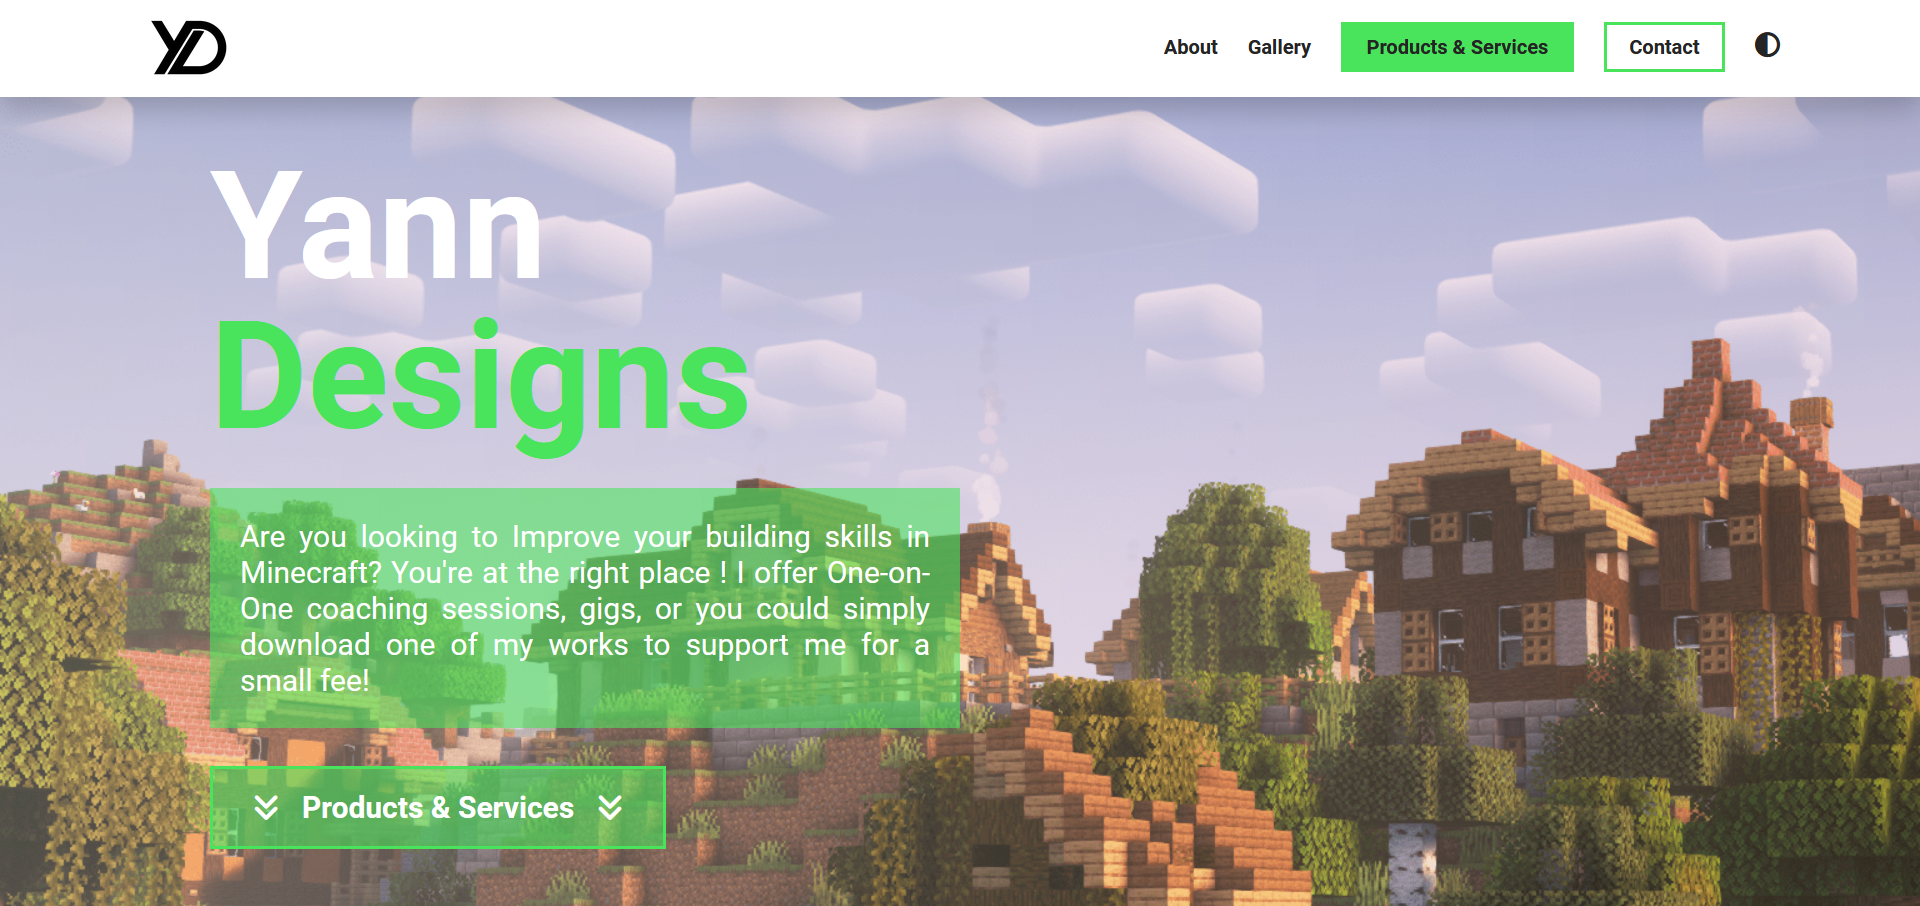 YD
About
Gallery
Products & Services
Contact
Yann
Designs
Are you looking to Improve your building skills in
Minecraft? You're at the right place ! I offer One-on-
One coaching sessions, gigs, or you could simply
download one of my works to support me for a
small fee!
Products & Services